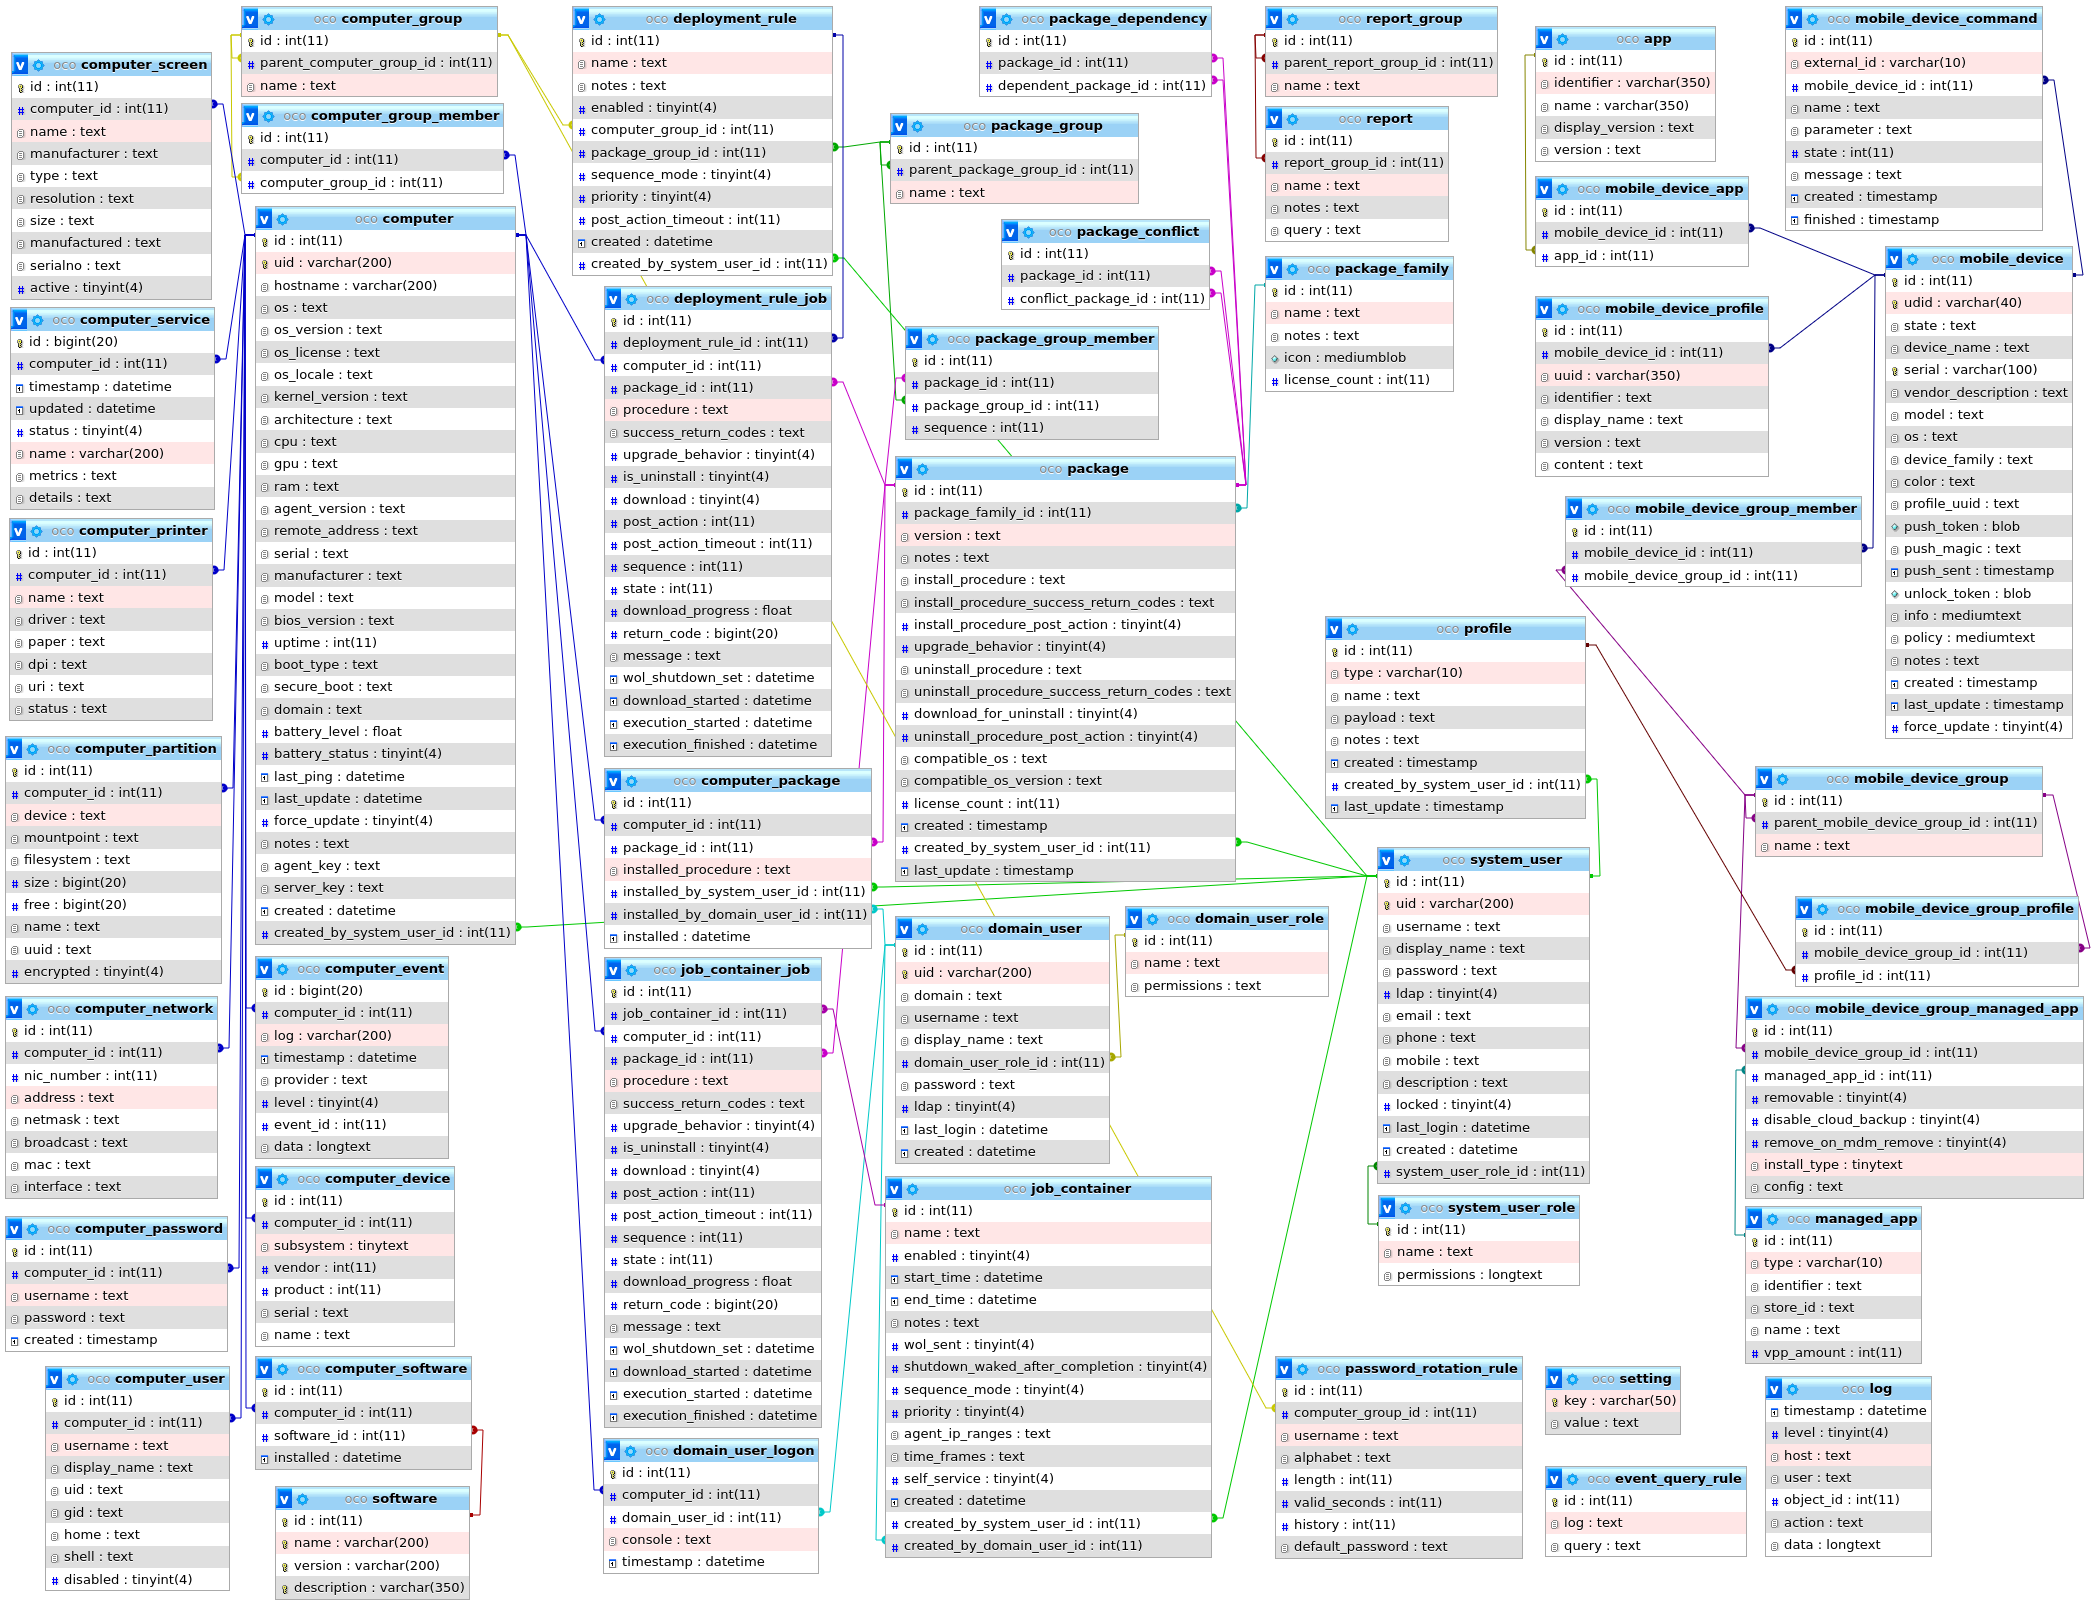 oco computer_screen
id : int(11)
computer_id : int(11)
name : text
manufacturer : text
type : text
resolution : text
size : text
manufactured : text
serialno : text
active : tinyint(4)
oco computer_service
id : bigint(20)
computer_id : int(11)
timestamp : datetime
updated : datetime
status : tinyint(4)
name : varchar(200)
metrics : text
details : text
oco computer_printer
id : int(11)
computer_id : int(11)
name : text
driver : text
paper : text
dpi : text
uri : text
status : text
oco computer_partition
id : int(11)
computer_id : int(11)
device : text
mountpoint : text
filesystem : text
size : bigint(20)
free : bigint(20)
name : text
uuid : text
encrypted : tinyint(4)
oco computer_network
id : int(11)
computer_id : int(11)
nic_number : int(11)
address : text
netmask : text
broadcast : text
mac : text
interface : text
oco computer_password
id : int(11)
computer_id : int(11)
username : text
password : text
created : timestamp
oco computer_user
id : int(11)
computer_id : int(11)
username : text
display_name : text
uid : text
gid : text
home : text
shell : text
disabled : tinyint(4)
oco computer_group
id : int(11)
parent_computer_group_id : int(11)
name : text
oco computer_group_member
id : int(11)
computer_id : int(11)
computer_group_id : int(11)
oco computer
id : int(11)
uid : varchar(200)
hostname : varchar(200)
os : text
os_version : text
os_license : text
os_locale : text
kernel_version : text
architecture : text
cpu : text
gpu : text
ram : text
agent_version : text
remote_address : text
serial : text
manufacturer : text
model : text
bios_version : text
uptime : int(11)
boot_type : text
secure_boot : text
domain : text
battery_level : float
battery_status : tinyint(4)
last_ping : datetime
last_update : datetime
force_update : tinyint(4)
notes : text
agent_key : text
server_key : text
created : datetime
created_by_system_user_id : int(11)
oco computer_event
id : bigint(20)
computer_id : int(11)
log : varchar(200)
timestamp : datetime
provider : text
level : tinyint(4)
event_id : int(11)
data : longtext
oco computer_device
id : int(11)
computer_id : int(11)
subsystem : tinytext
vendor : int(11)
product : int(11)
serial : text
name : text
oco computer_software
id : int(11)
computer_id : int(11)
software_id : int(11)
installed : datetime
oco software
id : int(11)
name : varchar(200)
version : varchar(200)
description : varchar(350)
oco deployment_rule
id : int(11)
name : text
notes : text
enabled : tinyint(4)
computer_group_id : int(11)
package_group_id : int(11)
sequence_mode : tinyint(4)
priority : tinyint(4)
post_action_timeout : int(11)
created : datetime
created_by_system_user_id : int(11)
oco deployment_rule_job
id : int(11)
deployment_rule_id : int(11)
computer_id : int(11)
package_id : int(11)
procedure : text
success_return_codes : text
upgrade_behavior : tinyint(4)
is_uninstall : tinyint(4)
download : tinyint(4)
post_action : int(11)
post_action_timeout : int(11)
sequence : int(11)
state : int(11)
download_progress : float
return_code : bigint(20)
message : text
wol_shutdown_set : datetime
download_started : datetime
execution_started : datetime
execution_finished : datetime
oco computer_package
id : int(11)
computer_id : int(11)
package_id : int(11)
installed_procedure : text
installed_by_system_user_id : int(11)
installed_by_domain_user_id : int(11)
installed : datetime
oco job_container_job
id : int(11)
job_container_id : int(11)
computer_id : int(11)
package_id : int(11)
procedure : text
success_return_codes : text
upgrade_behavior : tinyint(4)
is_uninstall : tinyint(4)
download : tinyint(4)
post_action : int(11)
post_action_timeout : int(11)
sequence : int(11)
state : int(11)
download_progress : float
return_code : bigint(20)
message : text
wol_shutdown_set : datetime
download_started : datetime
execution_started : datetime
execution_finished : datetime
oco domain_user_logon
id : int(11)
computer_id : int(11)
domain_user_id : int(11)
console : text
timestamp : datetime
oco package_dependency
id : int(11)
package_id : int(11)
dependent_package_id : int(11)
oco package_group
id : int(11)
parent_package_group_id : int(11)
name : text
oco package_conflict
id : int(11)
package_id : int(11)
conflict_package_id : int(11)
oco package_group_member
id : int(11)
package_id : int(11)
package_group_id : int(11)
sequence : int(11)
oco package
id : int(11)
package_family_id : int(11)
version : text
notes : text
install_procedure : text
install_procedure_success_return_codes : text
install_procedure_post_action : tinyint(4)
upgrade_behavior : tinyint(4)
uninstall_procedure : text
uninstall_procedure_success_return_codes : text
download_for_uninstall : tinyint(4)
uninstall_procedure_post_action : tinyint(4)
compatible_os : text
compatible_os_version : text
license_count : int(11)
created : timestamp
created_by_system_user_id : int(11)
last_update : timestamp
oco domain_user
id : int(11)
uid : varchar(200)
domain : text
username : text
display_name : text
domain_user_role_id : int(11)
password : text
ldap : tinyint(4)
last_login : datetime
created : datetime
oco domain_user_role
id : int(11)
name : text
permissions : text
oco job_container
id : int(11)
name : text
enabled : tinyint(4)
start_time : datetime
end_time : datetime
notes : text
wol_sent : tinyint(4)
shutdown_waked_after_completion : tinyint(4)
sequence_mode : tinyint(4)
priority : tinyint(4)
agent_ip_ranges : text
time_frames : text
self_service : tinyint(4)
created : datetime
created_by_system_user_id : int(11)
created_by_domain_user_id : int(11)
oco report_group
id : int(11)
parent_report_group_id : int(11)
name : text
oco report
id : int(11)
report_group_id : int(11)
name : text
notes : text
query : text
oco package_family
id : int(11)
name : text
notes : text
icon : mediumblob
license_count : int(11)
oco profile
id : int(11)
type : varchar(10)
name : text
payload : text
notes : text
created : timestamp
created_by_system_user_id : int(11)
last_update : timestamp
oco system_user
id : int(11)
uid : varchar(200)
username : text
display_name : text
password : text
ldap : tinyint(4)
email : text
phone : text
mobile : text
description : text
locked : tinyint(4)
last_login : datetime
created : datetime
system_user_role_id : int(11)
oco system_user_role
id : int(11)
name : text
permissions : longtext
oco password_rotation_rule
id : int(11)
computer_group_id : int(11)
username : text
alphabet : text
length : int(11)
valid_seconds : int(11)
history : int(11)
default_password : text
oco app
id : int(11)
identifier : varchar(350)
name : varchar(350)
display_version : text
version : text
oco mobile_device_app
id : int(11)
mobile_device_id : int(11)
app_id : int(11)
oco mobile_device_profile
id : int(11)
mobile_device_id : int(11)
uuid : varchar(350)
identifier : text
display_name : text
version : text
content : text
oco mobile_device_group_member
id : int(11)
mobile_device_id : int(11)
mobile_device_group_id : int(11)
oco mobile_device_command
id : int(11)
external_id : varchar(10)
mobile_device_id : int(11)
name : text
parameter : text
state : int(11)
message : text
created : timestamp
finished : timestamp
oco mobile_device
id : int(11)
udid : varchar(40)
state : text
device_name : text
serial : varchar(100)
vendor_description : text
model : text
os : text
device_family : text
color : text
profile_uuid : text
push_token : blob
push_magic : text
push_sent : timestamp
unlock_token : blob
info : mediumtext
policy : mediumtext
notes : text
created : timestamp
last_update : timestamp
force_update : tinyint(4)
oco mobile_device_group
id : int(11)
parent_mobile_device_group_id : int(11)
name : text
oco mobile_device_group_profile
id : int(11)
mobile_device_group_id : int(11)
profile_id : int(11)
oco mobile_device_group_managed_app
id : int(11)
mobile_device_group_id : int(11)
managed_app_id : int(11)
removable : tinyint(4)
disable_cloud_backup : tinyint(4)
remove_on_mdm_remove : tinyint(4)
install_type : tinytext
config : text
oco managed_app
id : int(11)
type : varchar(10)
identifier : text
store_id : text
name : text
vpp_amount : int(11)
oco setting
key : varchar(50)
value : text
oco event_query_rule
id : int(11)
log : text
query : text
oco log
timestamp : datetime
level : tinyint(4)
host : text
user : text
object_id : int(11)
action : text
data : longtext